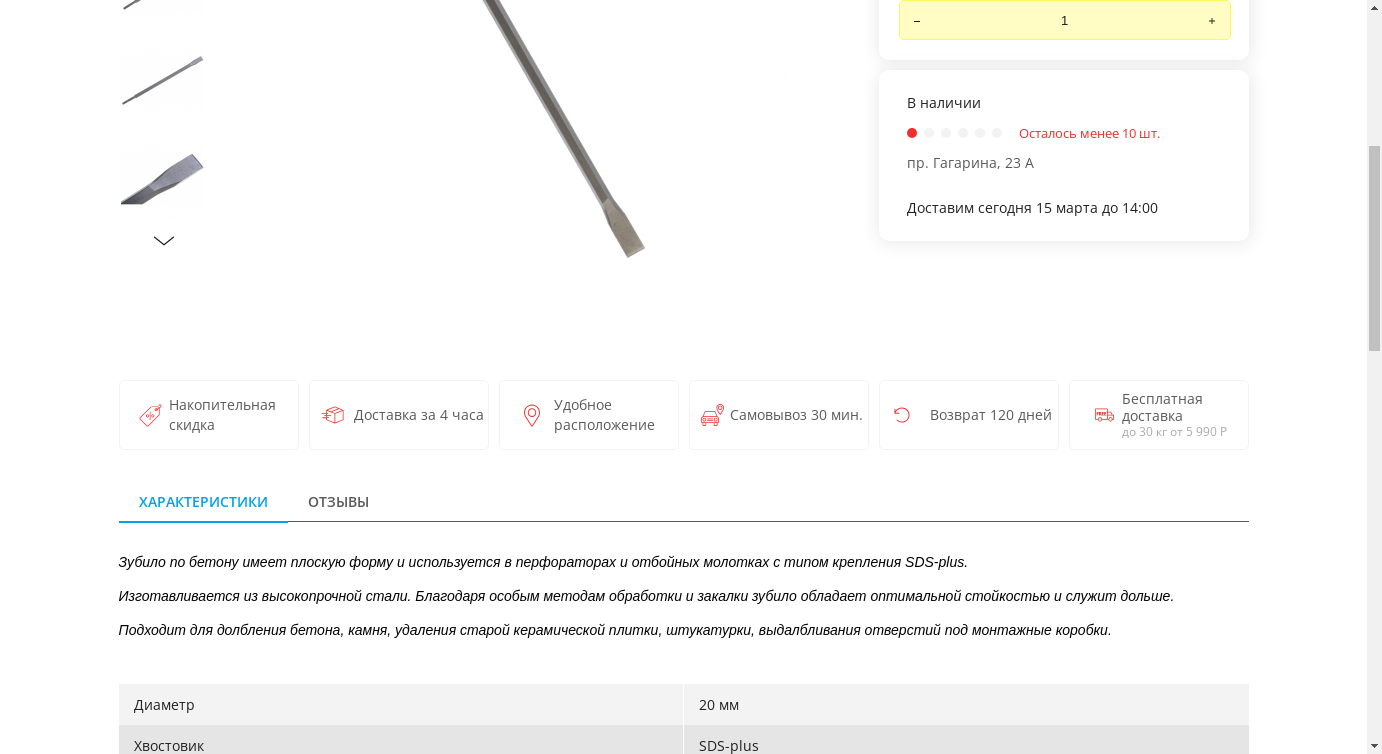 –
1
+
В наличии
Осталось менее 10 шт.
пр. Гагарина, 23 А
Доставим сегодня 15 марта до 14:00
Накопительная
скидка
Доставка за 4 часа
Удобное
расположение
Самовывоз 30 мин.
Возврат 120 дней
FREE
Бесплатная
доставка
до 30 кг от 5 990 Р
ХАРАКТЕРИСТИКИ
ОТЗЫВЫ
Зубило по бетону имеет плоскую форму и используется в перфораторах и отбойных молотках с типом крепления SDS-plus.
Изготавливается из высокопрочной стали. Благодаря особым методам обработки и закалки зубило обладает оптимальной стойкостью и служит дольше.
Подходит для долбления бетона, камня, удаления старой керамической плитки, штукатурки, выдалбливания отверстий под монтажные коробки.
Диаметр
20 мм
Хвостовик
SDS-plus